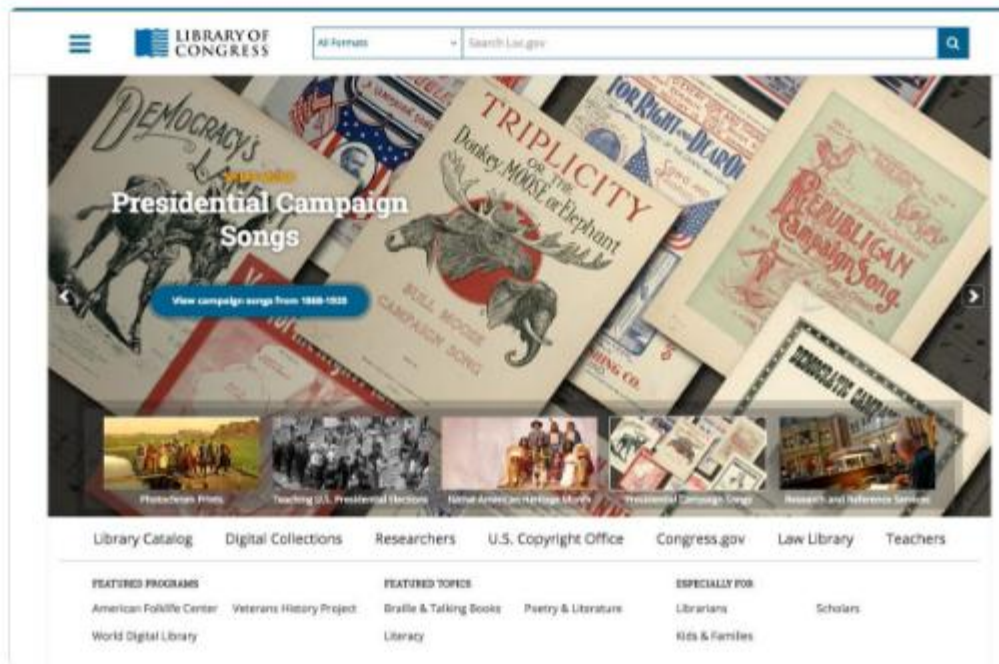 LIBRARY OF
CONGRESS
All Formats
Search Loc.gov
DEMOCRACY'S
TRIPLICITY
OR THE
Donkey, MOOSE or Elephant
BULL MOOSE
CAMPAIGN SONG
FOR RIGHT and
REPUBLICAN
Campaign Song.
DEMOCRATIC
Presidential Campaign
Songs
View campaign songs from
Photochrom Prints
Teaching U.S. Presidential Elections
Native American Heritage Month
Presidential Campaign Songs
Research and Reference Services
Library Catalog
Digital Collections
Researchers
U.S. Copyright Office
Congress.gov
Law Library
Teachers
FEATURED PROGRAMS
American Folklife Center
Veterans History Project
World Digital Library
FEATURED TOPICS
Braille & Talking Books
Poetry & Literature
Literacy
ESPECIALLY FOR
Librarians
Scholars
Kids & Families